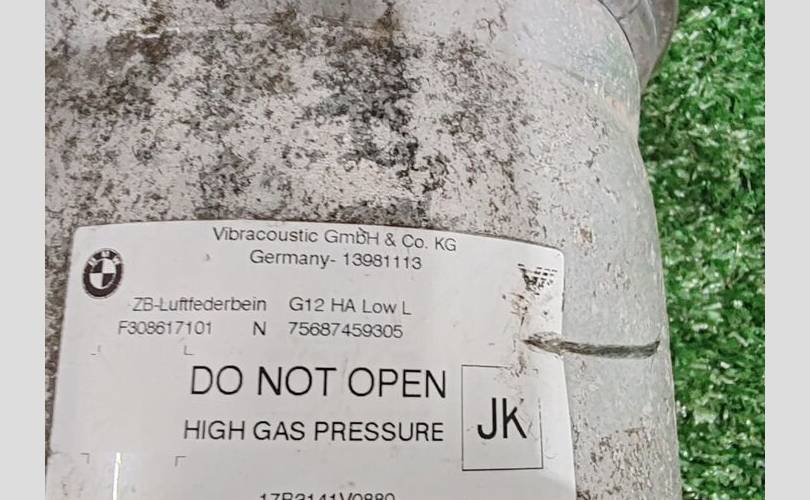 Vibracoustic GmbH & Co. KG
Germany- 13981113
ZB-Luftfederbein G12 HA Low L
F308617101 N 75687459305
DO NOT OPEN
HIGH GAS PRESSURE
JK